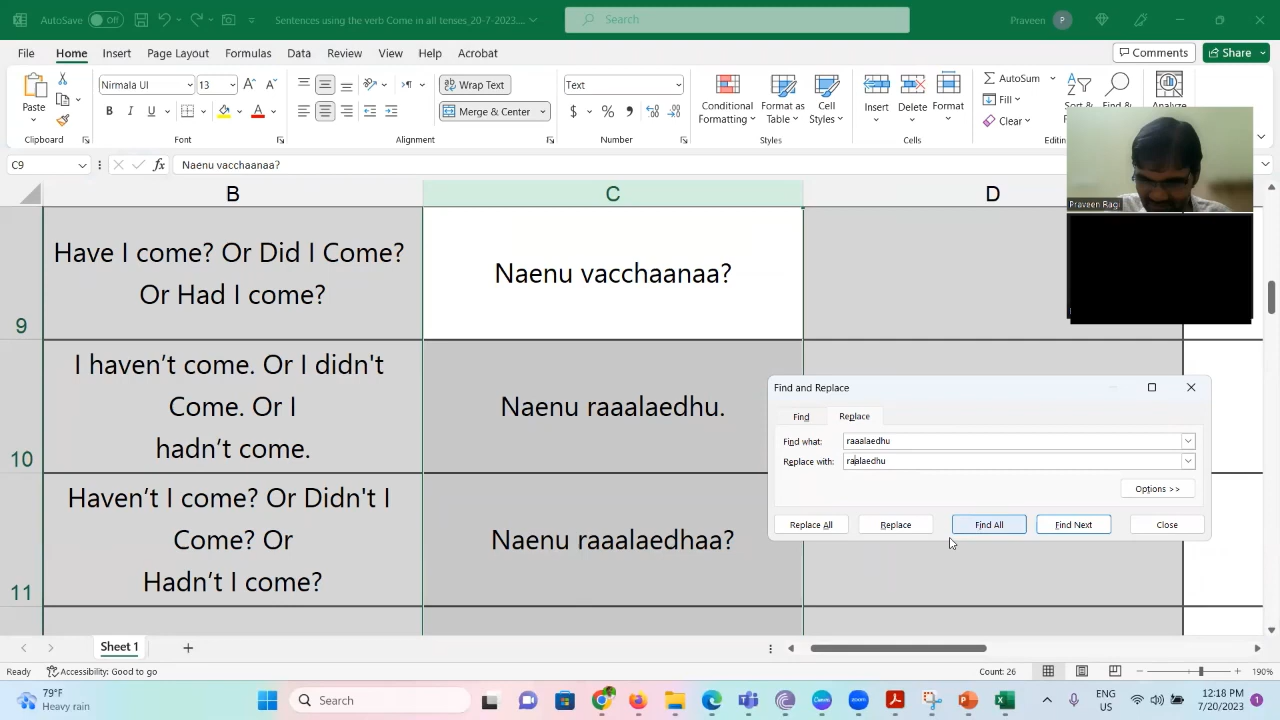 AutoSave Off Sentences using the verb Come in all tenses_20-7-2023.... Search Praveen P
File Home Insert Page Layout Formulas Data Review View Help Acrobat Comments Share
Paste Nirmala UI 13 Wrap Text Text Conditional Format as Cell Insert Delete Format AutoSum
B I U Merge & Center $ % Formatting Table Styles Fill Clear
Clipboard Font Alignment Number Styles Cells
Praveen Ragi
C9 fx Naenu vacchaanaa?
B C D
Have I come? Or Did I Come?
Or Had I come?
Naenu vacchaanaa?
9
I haven’t come. Or I didn't
Come. Or I
hadn’t come.
Naenu raaalaedhu.
10
Haven’t I come? Or Didn't I
Come? Or
Hadn’t I come?
Naenu raaalaedhaa?
11
Find and Replace
Find Replace
Find what: raaalaedhu
Replace with: raalaedhu
Options >>
Replace All Replace Find All Find Next Close
Sheet 1
Ready Accessibility: Good to go Count: 26 190%
79°F
Heavy rain
Search
ENG
US
12:18 PM
7/20/2023
1